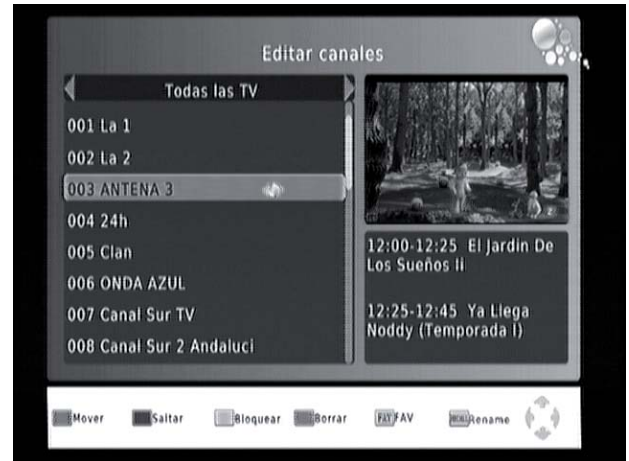 Editar canales
Todas las TV
001 La 1
002 La 2
003 ANTENA 3
004 24h
005 Clan
006 ONDA AZUL
007 Canal Sur TV
008 Canal Sur 2 Andaluci
12:00-12:25 El Jardin De
Los Sueños Ii
12:25-12:45 Ya Llega
Noddy (Temporada I)
Mover Saltar Bloquear Borrar FAV FAV Rename